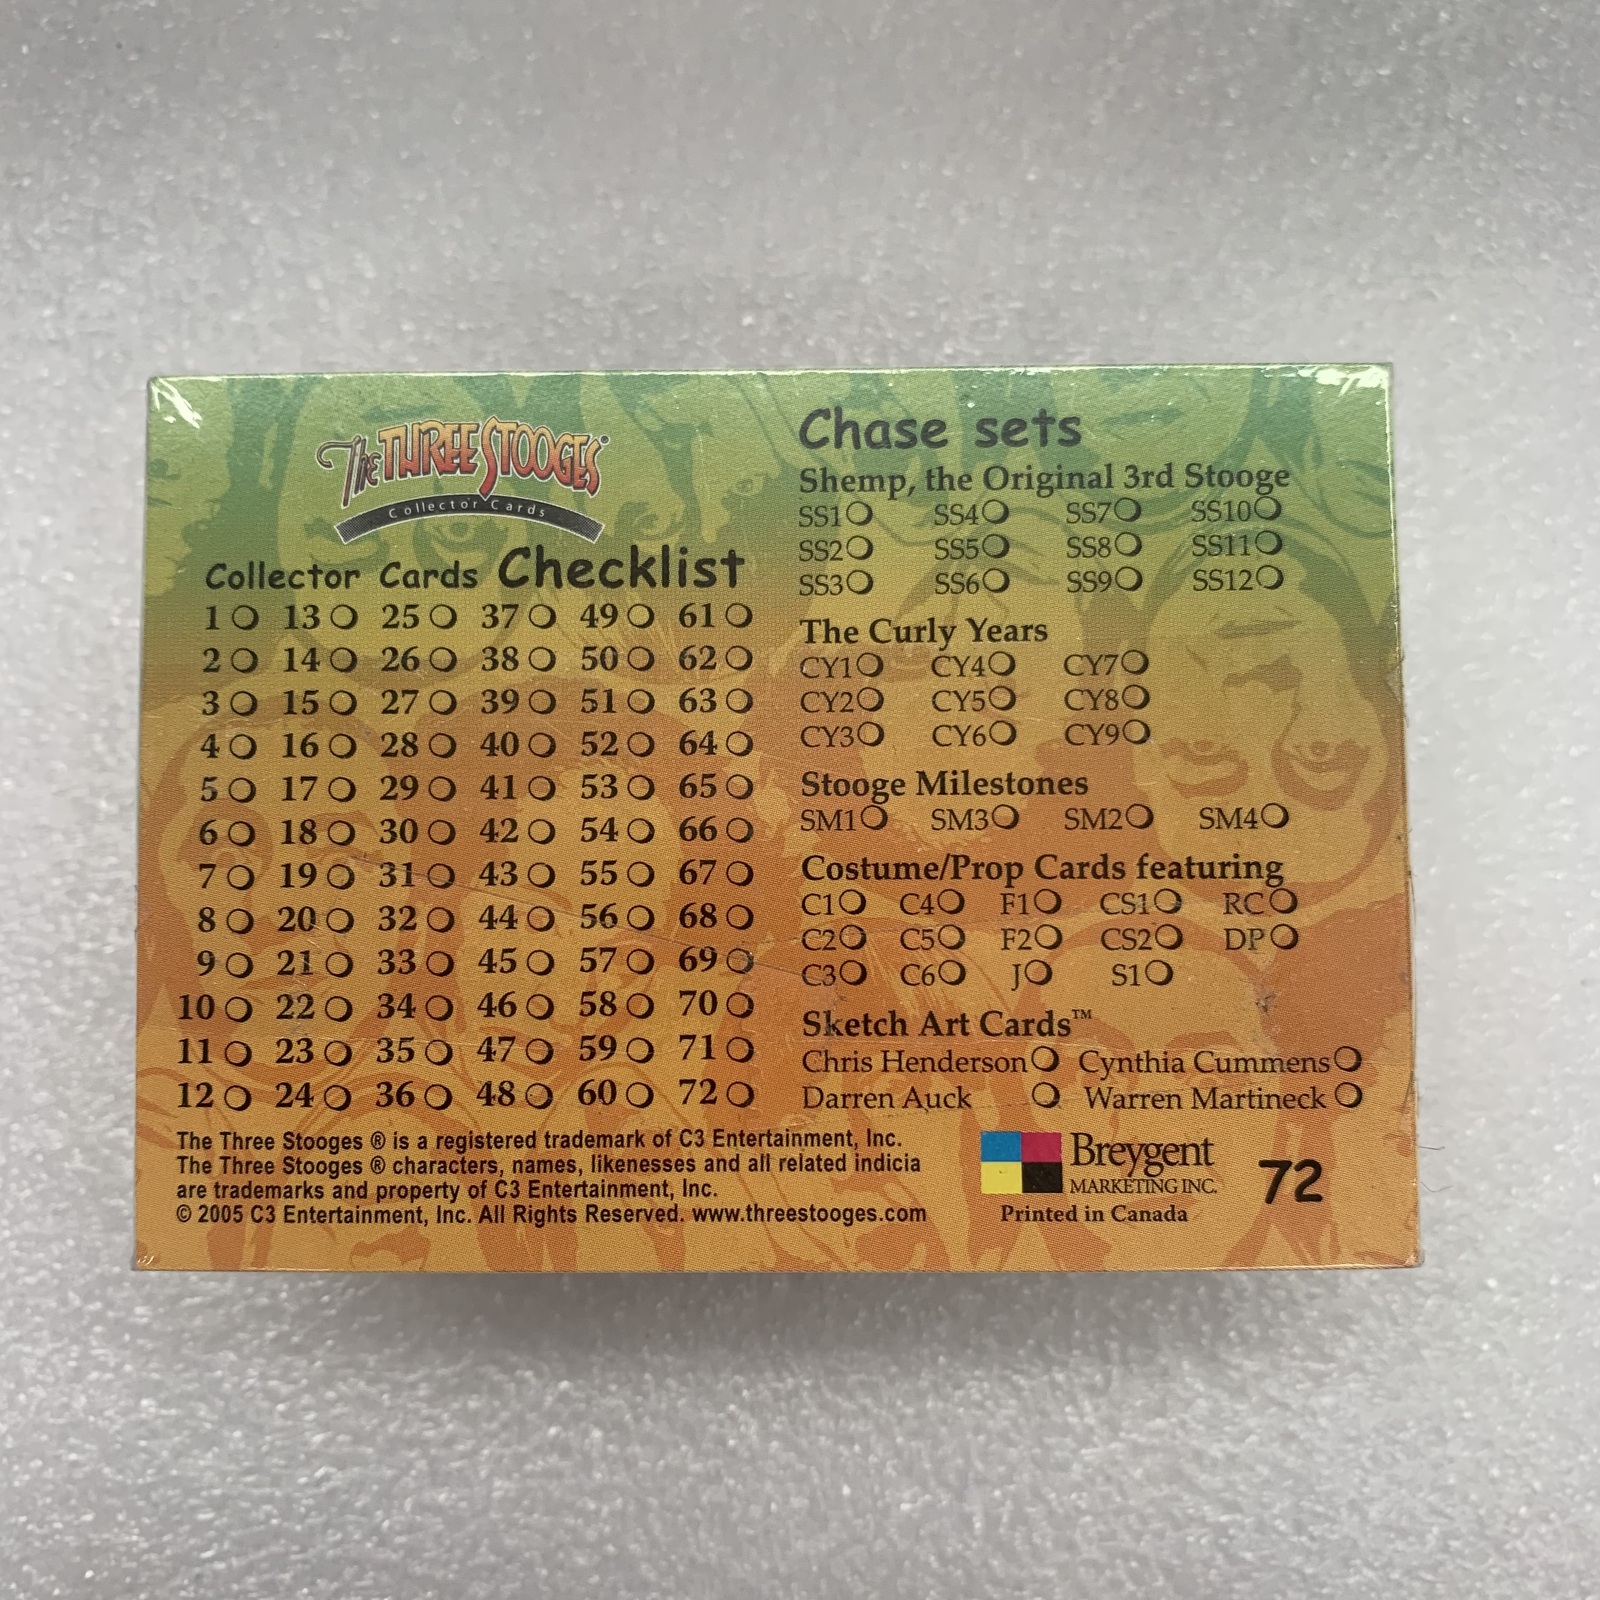 The THREE STOOGES®
Collector Cards
Collector Cards Checklist
1 13 25 37 49 61
2 14 26 38 50 62
3 15 27 39 51 63
4 16 28 40 52 64
5 17 29 41 53 65
6 18 30 42 54 66
7 19 31 43 55 67
8 20 32 44 56 68
9 21 33 45 57 69
10 22 34 46 58 70
11 23 35 47 59 71
12 24 36 48 60 72
Chase sets
Shemp, the Original 3rd Stooge
SS1 SS4 SS7 SS10
SS2 SS5 SS8 SS11
SS3 SS6 SS9 SS12
The Curly Years
CY1 CY4 CY7
CY2 CY5 CY8
CY3 CY6 CY9
Stooge Milestones
SM1 SM3 SM2 SM4
Costume/Prop Cards featuring
C1 C4 F1 CS1 RC
C2 C5 F2 CS2 DP
C3 C6 J S1
Sketch Art Cards™
Chris Henderson Cynthia Cummens
Darren Auck Warren Martineck
The Three Stooges ® is a registered trademark of C3 Entertainment, Inc.
The Three Stooges ® characters, names, likenesses and all related indicia
are trademarks and property of C3 Entertainment, Inc.
© 2005 C3 Entertainment, Inc. All Rights Reserved. www.threestooges.com
Breygent
MARKETING INC.
Printed in Canada
72